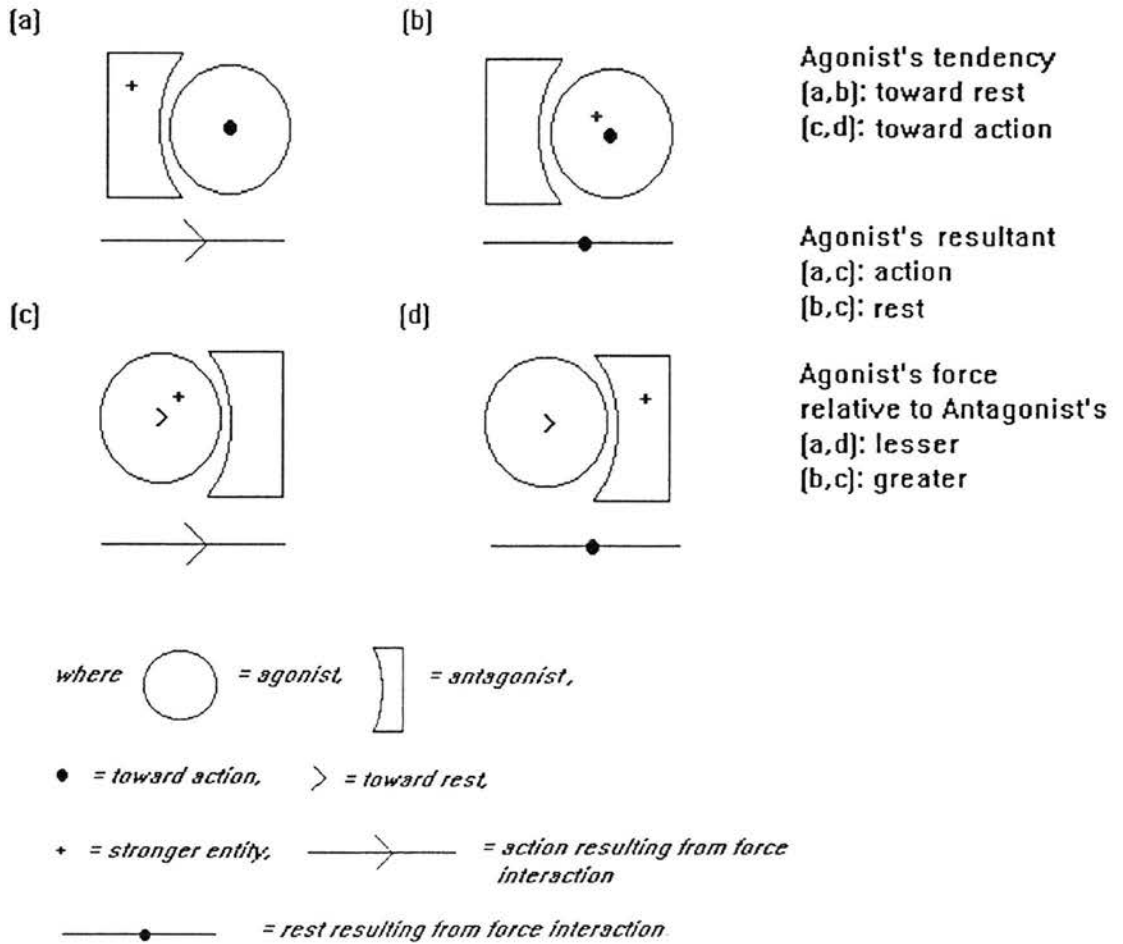 (a)
(b)
Agonist's tendency
(a,b): toward rest
(c,d): toward action
Agonist's resultant
(a,c): action
(b,c): rest
(c)
(d)
Agonist's force
relative to Antagonist's
(a,d): lesser
(b,c): greater
where = agonist, = antagonist,
= toward action, = toward rest,
+ = stronger entity, = action resulting from force
interaction
= rest resulting from force interaction